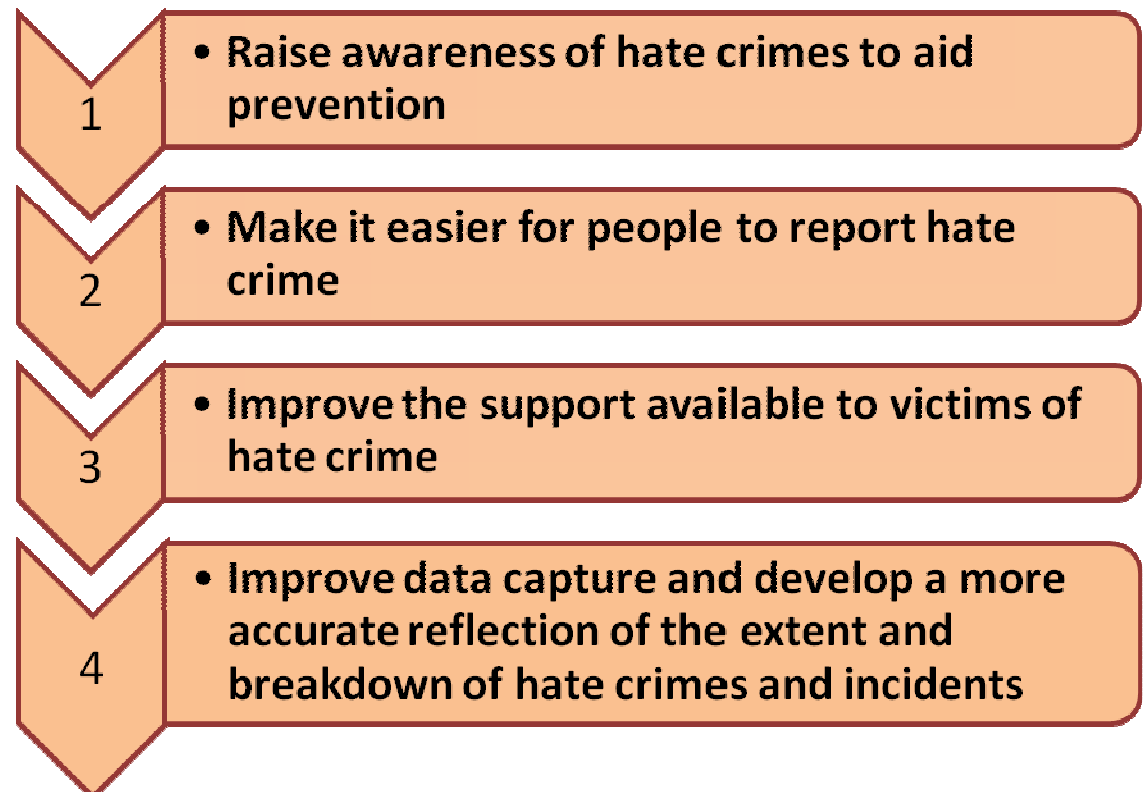 1
• Raise awareness of hate crimes to aid
prevention
2
• Make it easier for people to report hate
crime
3
• Improve the support available to victims of
hate crime
4
• Improve data capture and develop a more
accurate reflection of the extent and
breakdown of hate crimes and incidents